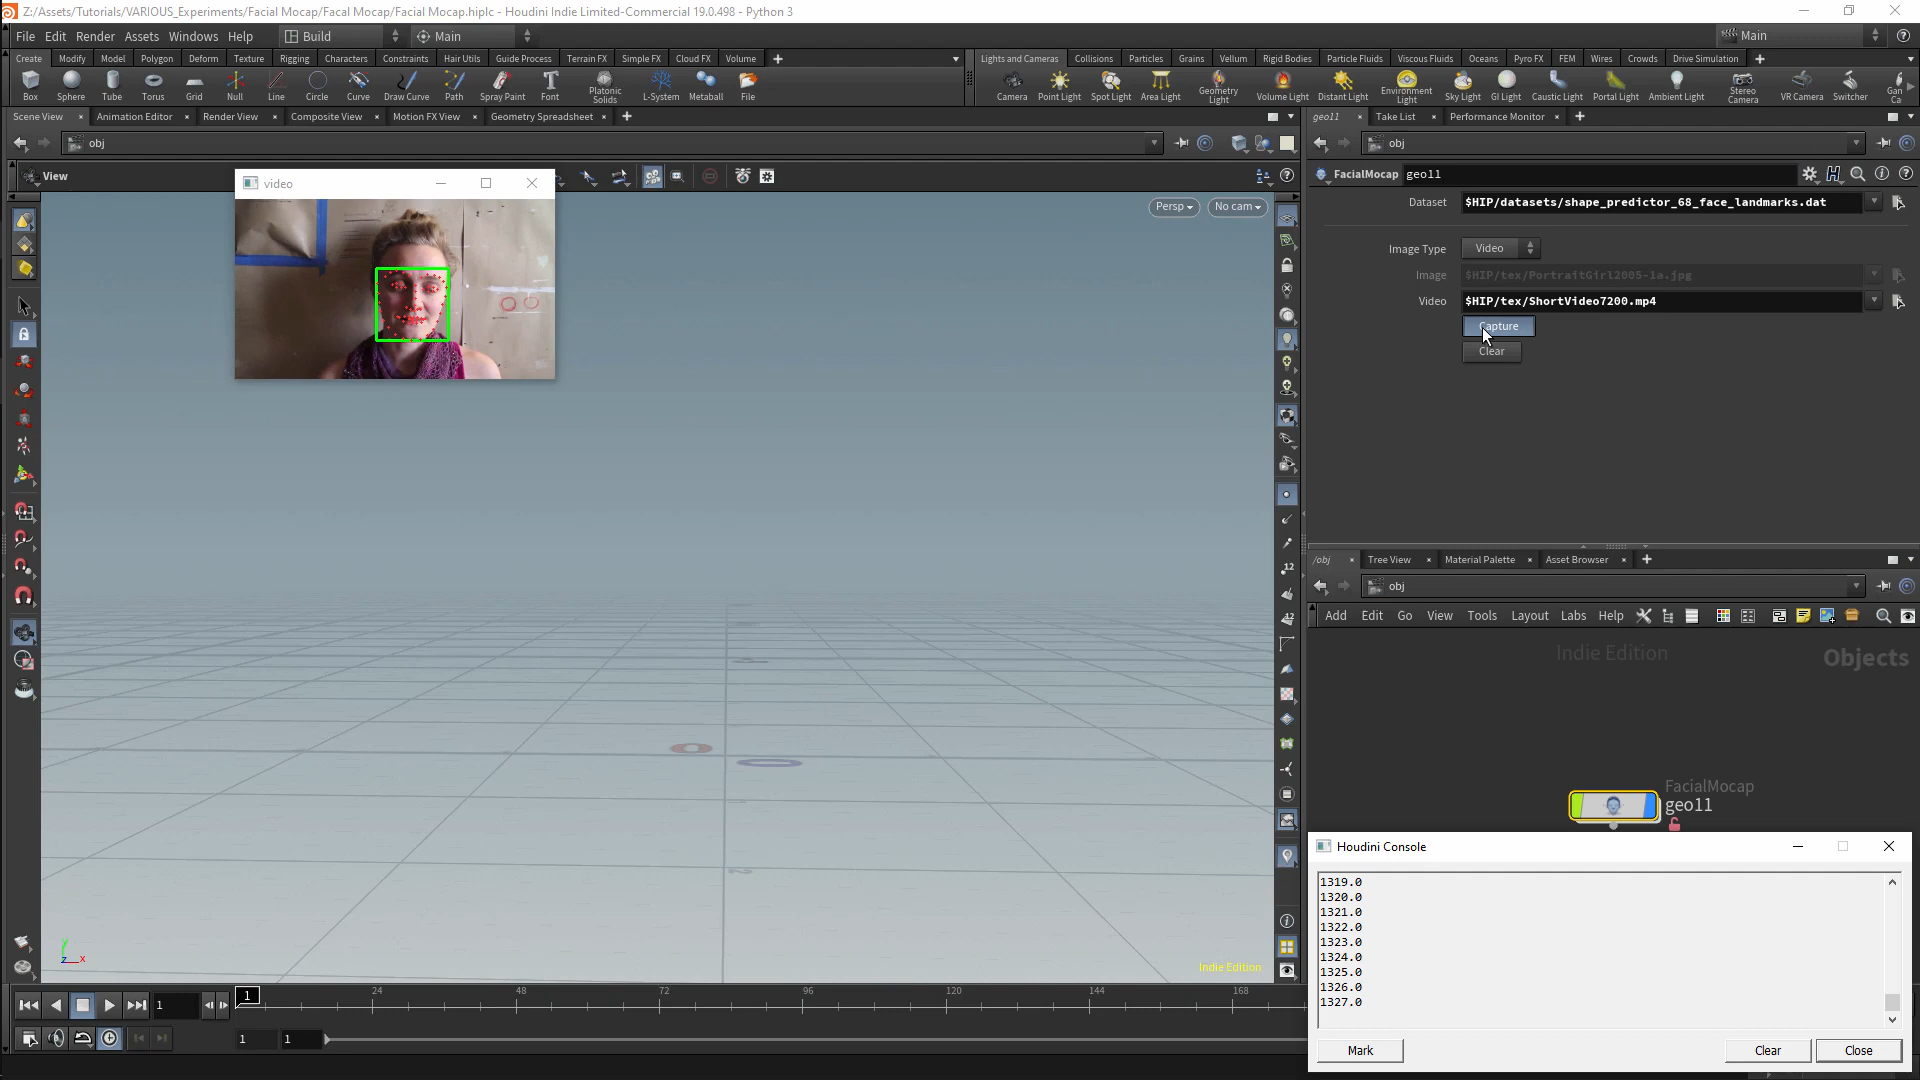 Z:/Assets/Tutorials/VARIOUS_Experiments/Facial Mocap/Facal Mocap/Facial Mocap.hiplc - Houdini Indie Limited-Commercial 19.0.498 - Python 3
File Edit Render Assets Windows Help Build Main Main
Create Modify Model Polygon Deform Texture Rigging Characters Constraints Hair Utils Guide Process Terrain FX Simple FX Cloud FX Volume
Lights and Cameras Collisions Particles Grains Vellum Rigid Bodies Particle Fluids Viscous Fluids Oceans Pyro FX FEM Wires Crowds Drive Simulation
Box Sphere Tube Torus Grid Null Line Circle Curve Draw Curve Path Spray Paint Font Platonic Solids L-System Metaball File
Camera Point Light Spot Light Area Light Geometry Light Volume Light Distant Light Environment Light Sky Light GI Light Caustic Light Portal Light Ambient Light Stereo Camera VR Camera Switcher Gan Ca
Scene View Animation Editor Render View Composite View Motion FX View Geometry Spreadsheet
geo11 Take List Performance Monitor
obj
obj
View
video
Persp No cam
FacialMocap geo11
Dataset $HIP/datasets/shape_predictor_68_face_landmarks.dat
Image Type Video
Image $HIP/tex/PortraitGirl2005-1a.jpg
Video $HIP/tex/ShortVideo7200.mp4
Capture
Clear
/obj Tree View Material Palette Asset Browser
obj
Add Edit Go View Tools Layout Labs Help
Indie Edition Objects
FacialMocap
geo11
Houdini Console
1319.0
1320.0
1321.0
1322.0
1323.0
1324.0
1325.0
1326.0
1327.0
Mark Clear Close
Indie Edition
y
z x
1 1 24 48 72 96 120 144 168
1 1